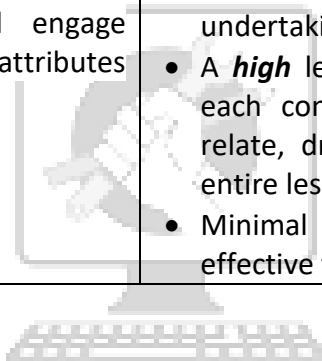 engage
attributes
undertaki
• A high le
each con
relate, dr
entire les
• Minimal
effective